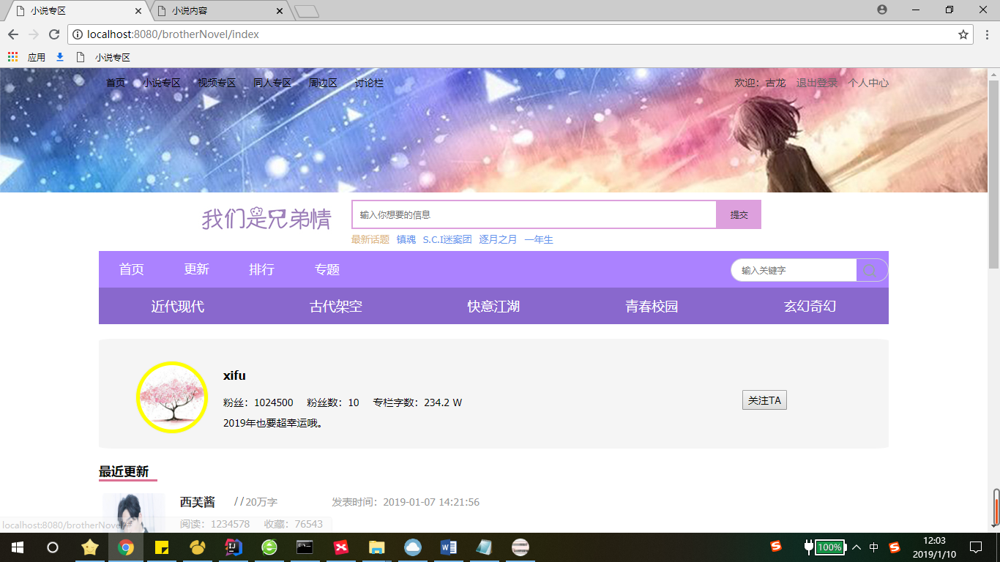 小说专区
小说内容
localhost:8080/brotherNovel/index
应用 小说专区
首页 小说专区 视频专区 同人专区 周边区 讨论栏 欢迎：古龙 退出登录 个人中心
我们是兄弟情
输入你想要的信息 提交
最新话题 镇魂 S.C.I迷案团 逐月之月 一年生
首页 更新 排行 专题 输入关键字
近代现代 古代架空 快意江湖 青春校园 玄幻奇幻
xifu
粉丝：1024500 粉丝数：10 专栏字数：234.2 W
关注TA
2019年也要超幸运哦。
最近更新
西芙酱 //20万字 发表时间：2019-01-07 14:21:56
阅读：1234578 收藏：76543
localhost:8080/brotherNovel/#
100% 中 12:03
2019/1/10